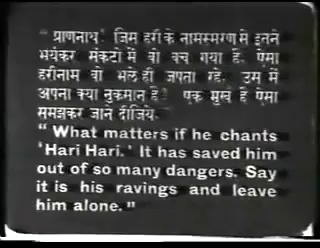 " प्राणनाथ! जिस हरी के नामस्मरण में इतने
भयंकर संकटों में वो बच गया है. ऐसा
हरीनाम वो भले ही जपता रहे. उस में
अपना क्या नुकसान है! एक मुर्ख है ऐसा
समझकर जाने दीजिये.
" What matters if he chants
'Hari Hari.' It has saved him
out of so many dangers. Say
it is his ravings and leave
him alone."